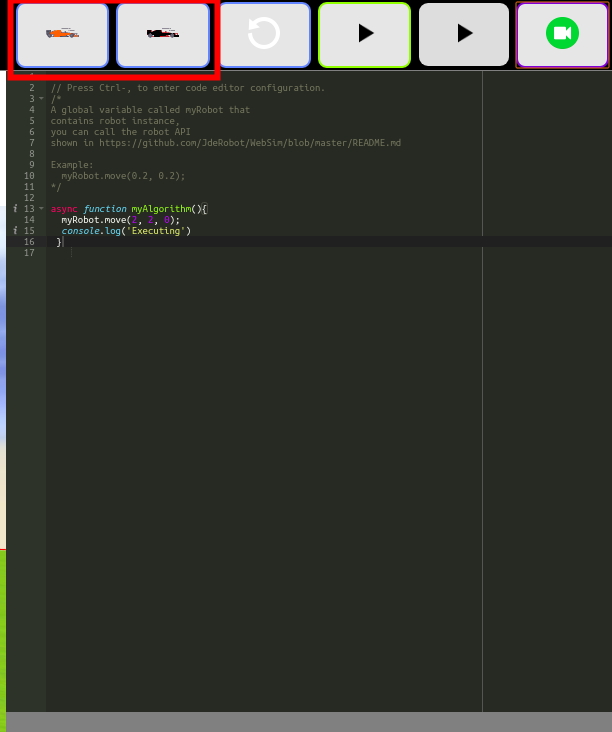 1
2 // Press Ctrl-, to enter code editor configuration.
3 /*
4 A global variable called myRobot that
5 contains robot instance,
6 you can call the robot API
7 shown in https://github.com/JdeRobot/WebSim/blob/master/README.md
8
9 Example:
10 myRobot.move(0.2, 0.2);
11 */
12
i 13 async function myAlgorithm(){
14 myRobot.move(2, 2, 0);
i 15 console.log('Executing')
16 }
17